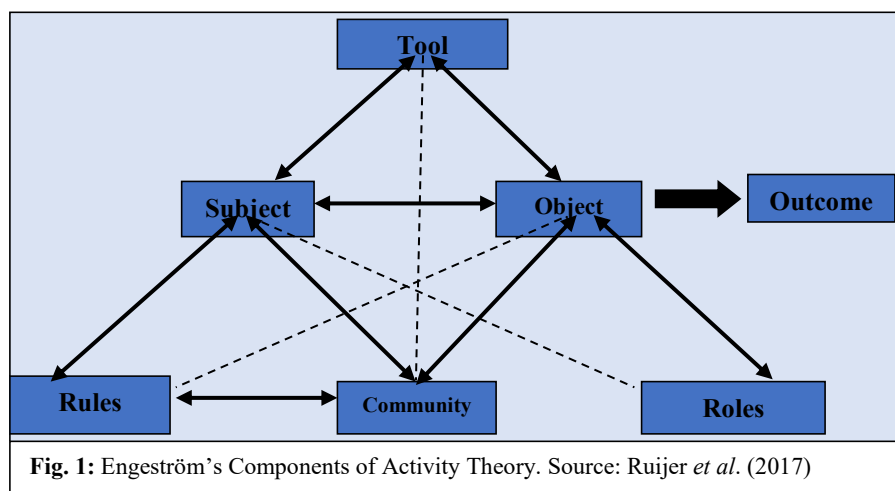 Tool
Subject
Object
Outcome
Rules
Community
Roles
Fig. 1: Engeström’s Components of Activity Theory. Source: Ruijer et al. (2017)